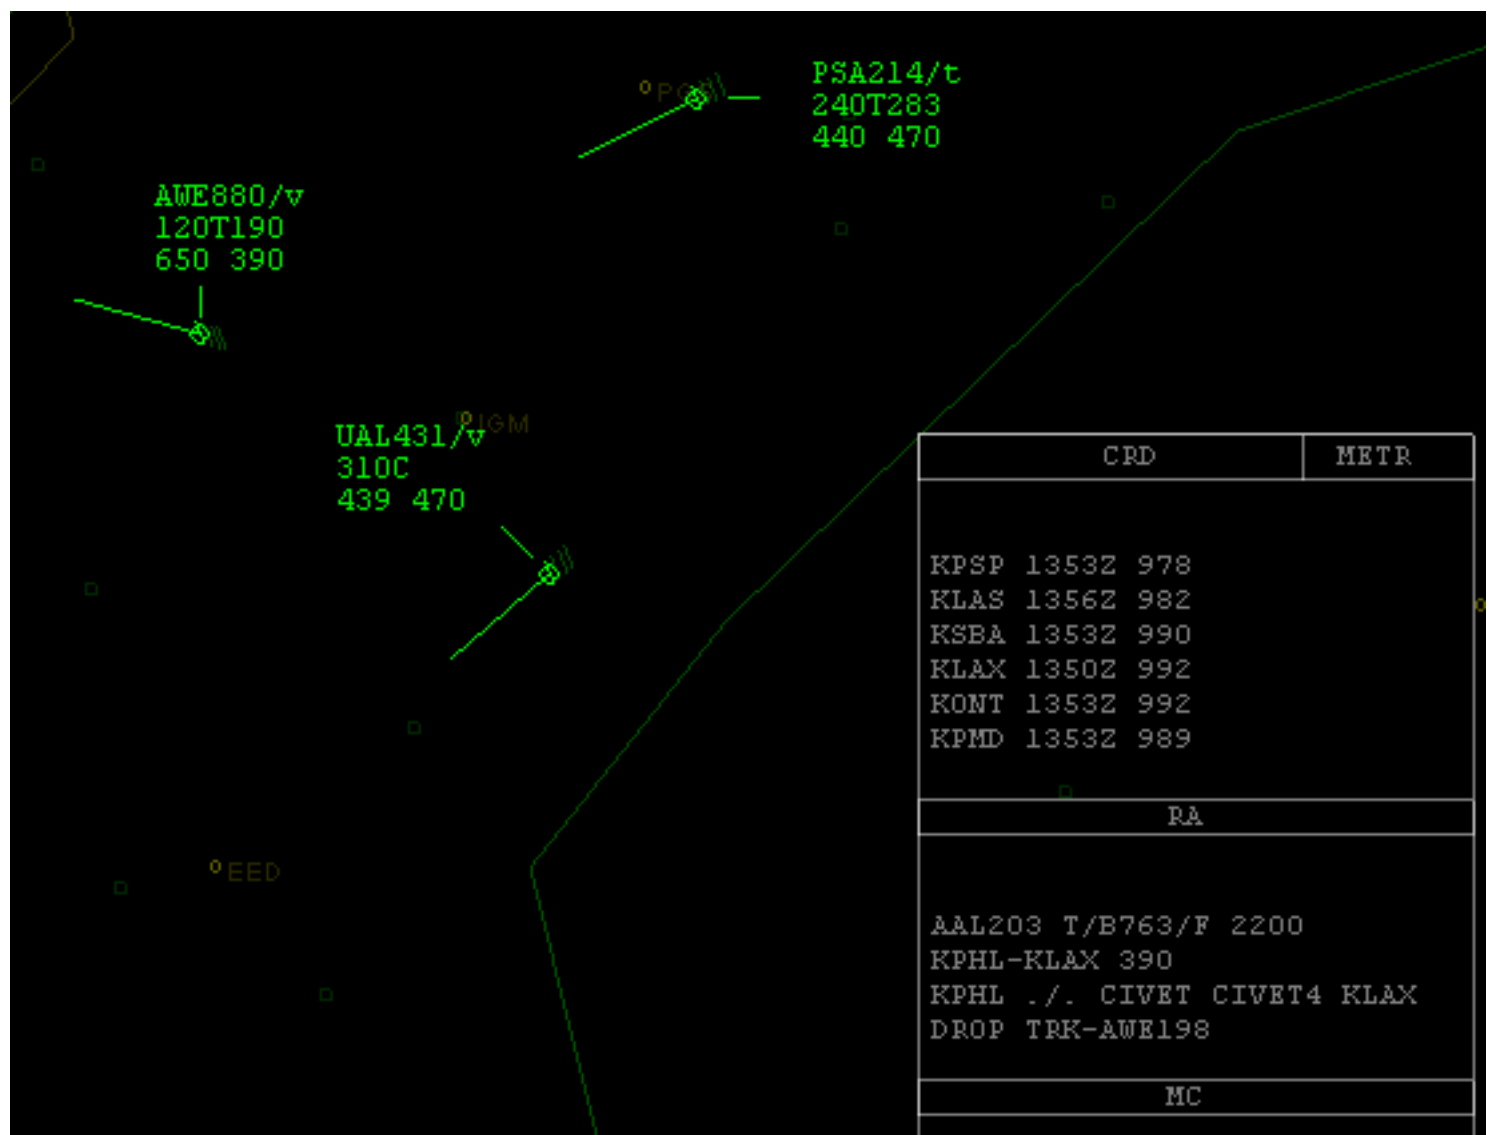 PSA214/t
240T283
440 470
AWE880/v
120T190
650 390
IGM
UAL431/v
310C
439 470
CRD METR
KPSP 1353Z 978
KLAS 1356Z 982
KSBA 1353Z 990
KLAX 1350Z 992
KONT 1353Z 992
KPMD 1353Z 989
RA
EED
AAL203 T/B763/F 2200
KPHL-KLAX 390
KPHL ./. CIVET CIVET4 KLAX
DROP TRK-AWE198
MC